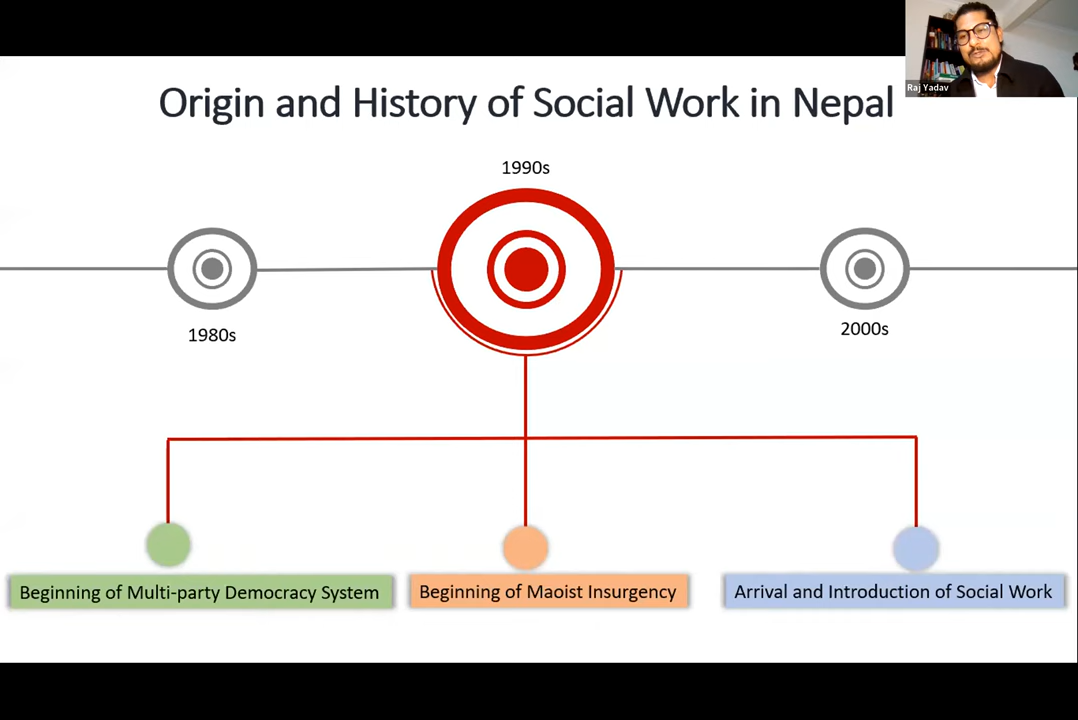 Raj Yadav
Origin and History of Social Work in Nepal
1990s
1980s
2000s
Beginning of Multi-party Democracy System
Beginning of Maoist Insurgency
Arrival and Introduction of Social Work